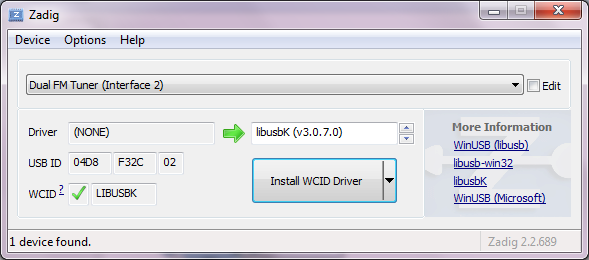 Zadig
Device Options Help
Dual FM Tuner (Interface 2)
Edit
Driver (NONE) libusbK (v3.0.7.0)
USB ID 04D8 F32C 02
WCID ? LIBUSBK
Install WCID Driver
More Information
WinUSB (libusb)
libusb-win32
libusbK
WinUSB (Microsoft)
1 device found. Zadig 2.2.689